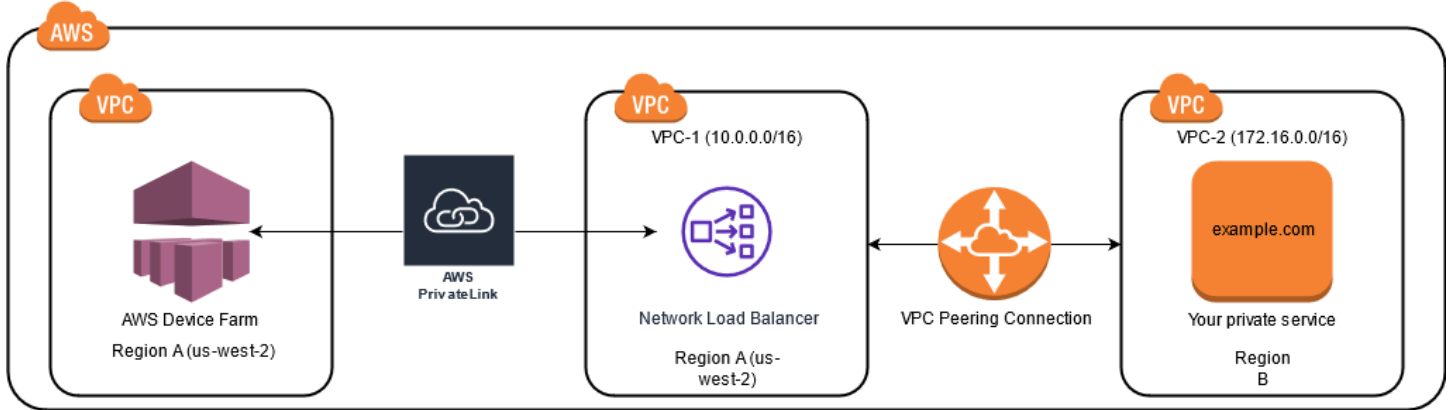 AWS
VPC
AWS Device Farm
Region A (us-west-2)
AWS
PrivateLink
VPC
VPC-1 (10.0.0.0/16)
Network Load Balancer
Region A (us-
west-2)
VPC Peering Connection
VPC
VPC-2 (172.16.0.0/16)
example.com
Your private service
Region
B